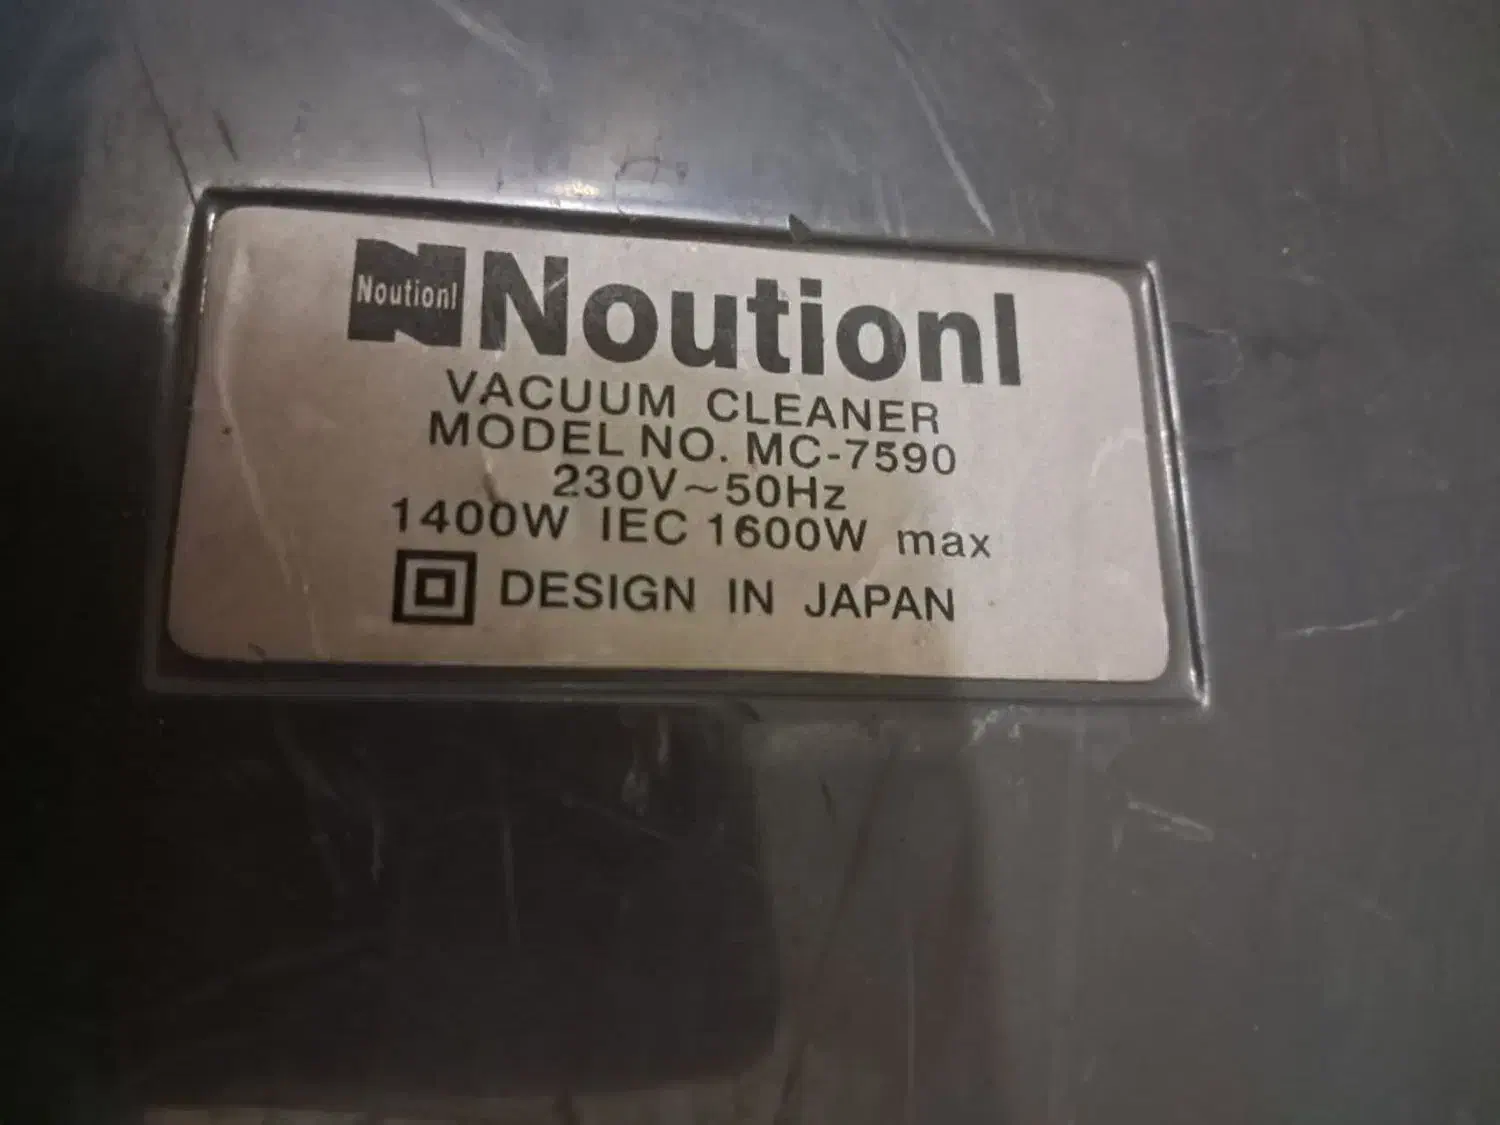 Noutionl Noutionl
VACUUM CLEANER
MODEL NO. MC-7590
230V~50Hz
1400W IEC 1600W max
DESIGN IN JAPAN